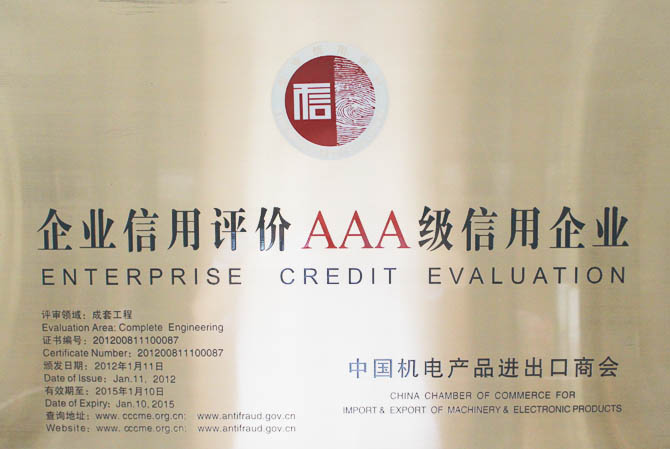 信
企业信用评价AAA级信用企业
ENTERPRISE CREDIT EVALUATION
评审领域：成套工程
Evaluation Area: Complete Engineering
证书编号：201200811100087
Certificate Number：201200811100087
颁发日期：2012年1月11日
Date of Issue：Jan.11, 2012
有效期至：2015年1月10日
Date of Expiry：Jan.10, 2015
查询地址：www.cccme.org.cn; www.antifraud.gov.cn
Website：www. cccme.org.cn; www.antifraud.gov.cn
中国机电产品进出口商会
CHINA CHAMBER OF COMMERCE FOR
IMPORT & EXPORT OF MACHINERY & ELECTRONIC PRODUCTS